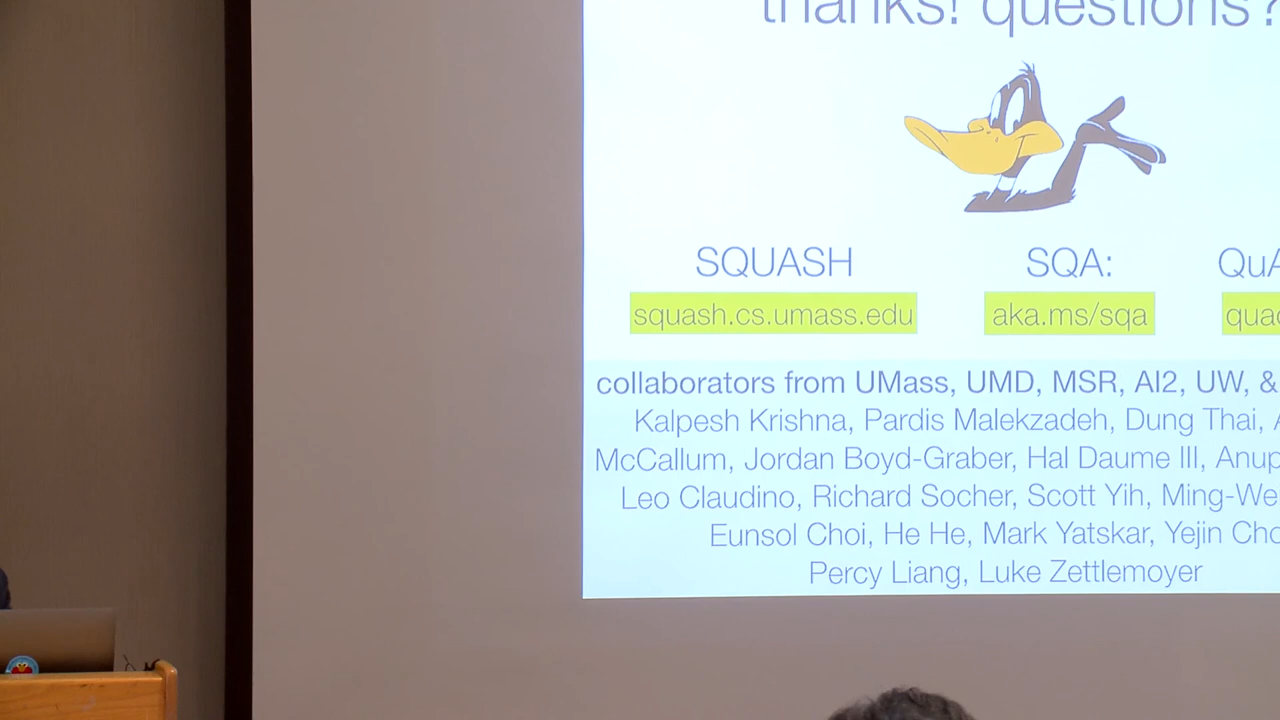 thanks! questions?
SQUASH
SQA:
squash.cs.umass.edu
aka.ms/sqa
collaborators from UMass, UMD, MSR, AI2, UW, &
Kalpesh Krishna, Pardis Malekzadeh, Dung Thai,
McCallum, Jordan Boyd-Graber, Hal Daume III,
Leo Claudino, Richard Socher, Scott Yih,
Eunsol Choi, He He, Mark Yatskar, Yejin
Percy Liang, Luke Zettlemoyer